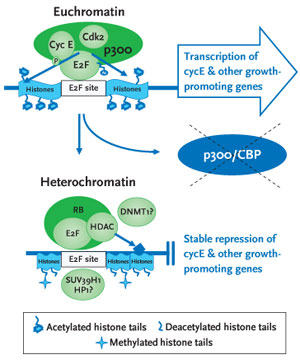 Euchromatin
Cyc E
Cdk2
p300
P
E2F
Histones
E2F site
Histones
Transcription of
cycE & other growth-
promoting genes
p300/CBP
Heterochromatin
RB
DNMT1?
E2F
HDAC
E2F site
Histones
Histones
SUV39H1
HP1?
Stable repression of
cycE & other growth-
promoting genes
Acetylated histone tails
Deacetylated histone tails
Methylated histone tails